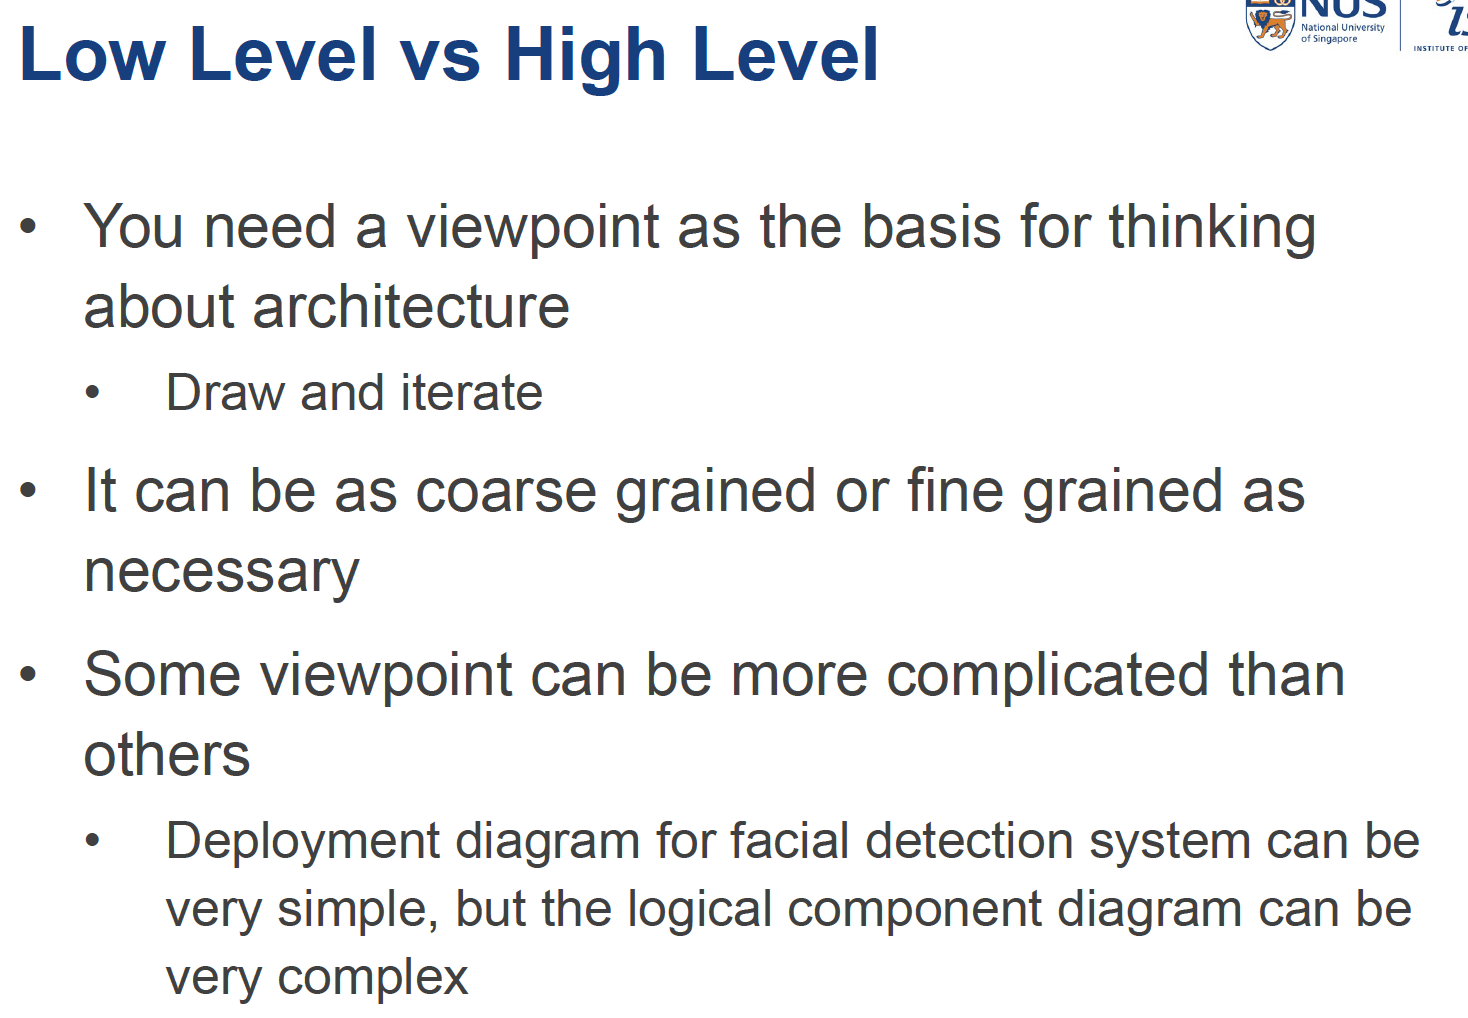 Low Level vs High Level
NUS
National University
of Singapore
INSTITUTE OF
• You need a viewpoint as the basis for thinking
about architecture
• Draw and iterate
• It can be as coarse grained or fine grained as
necessary
• Some viewpoint can be more complicated than
others
• Deployment diagram for facial detection system can be
very simple, but the logical component diagram can be
very complex